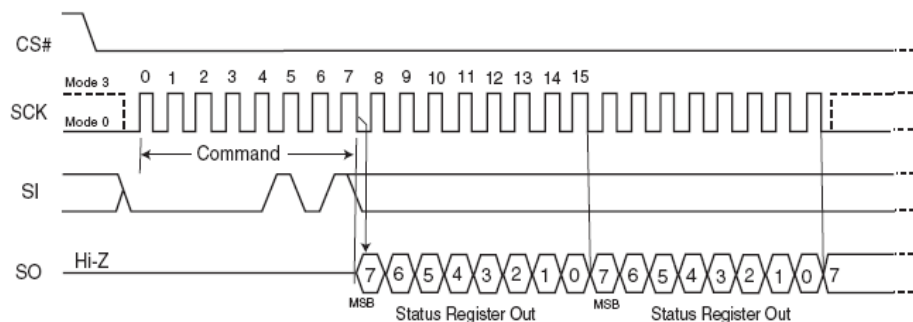 CS#
Mode 3 0 1 2 3 4 5 6 7 8 9 10 11 12 13 14 15
SCK
Mode 0
Command
SI
Hi-Z
SO 7 6 5 4 3 2 1 0 7 6 5 4 3 2 1 0 7
MSB MSB
Status Register Out Status Register Out